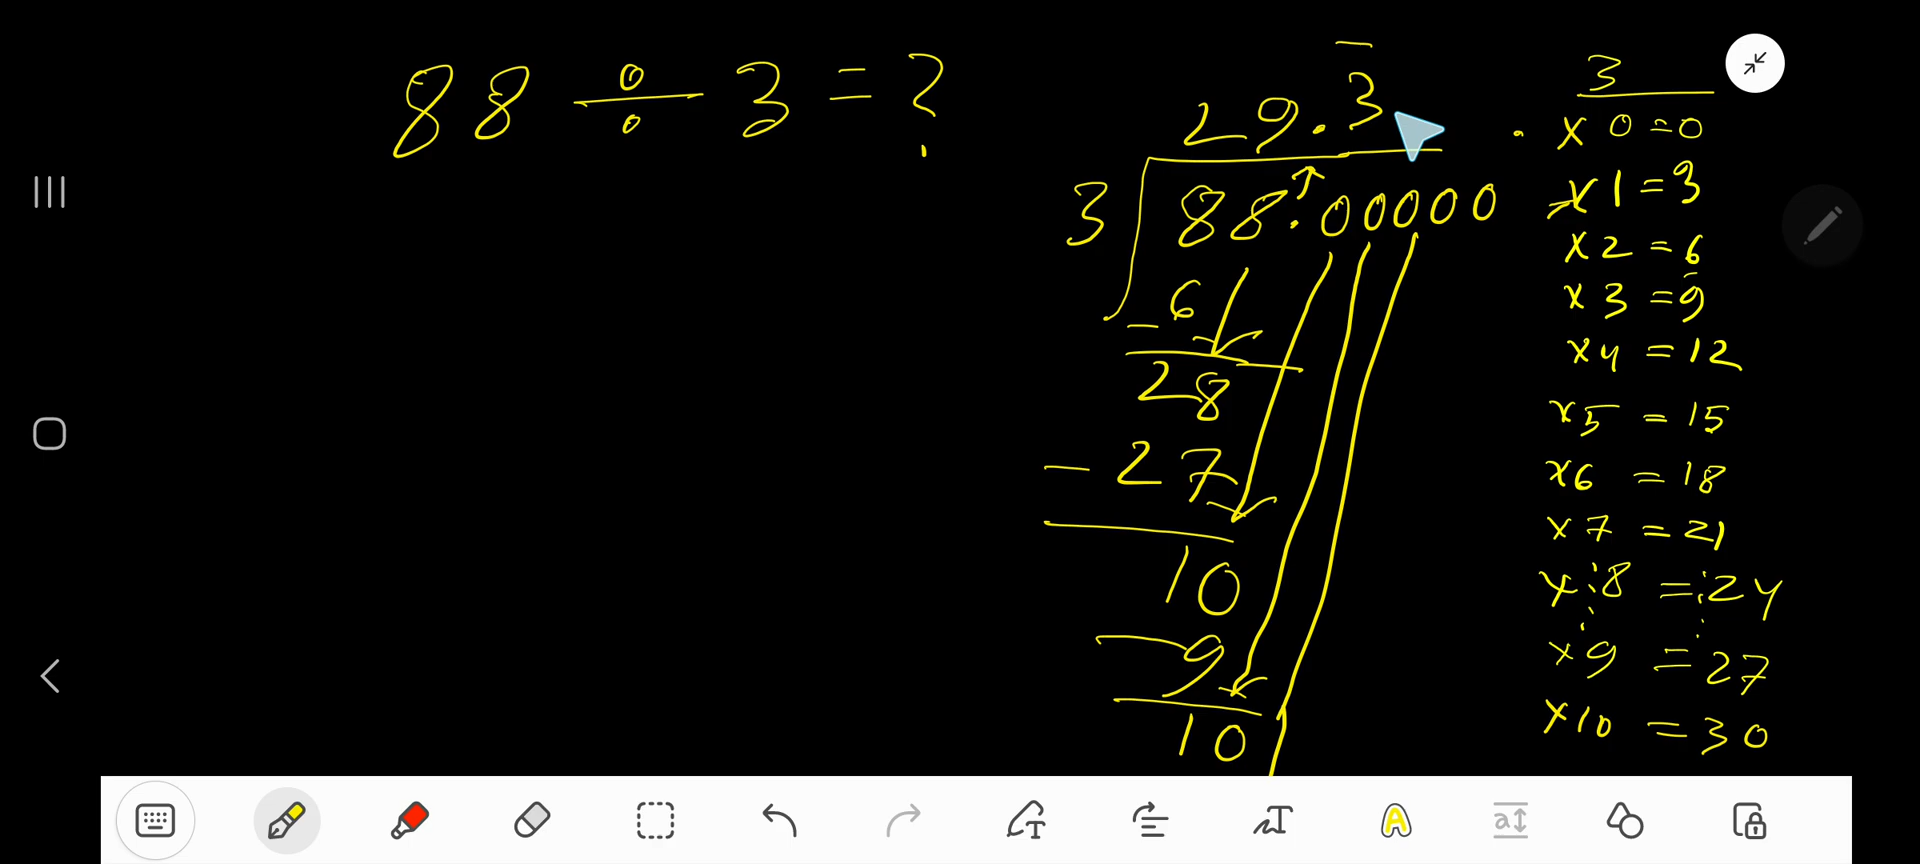 88 ÷ 3 = ?
29.3̅
3 88.00000
- 6
28
- 27
10
- 9
10
3
x 0 = 0
x 1 = 3
x 2 = 6
x 3 = 9
x 4 = 12
x 5 = 15
x 6 = 18
x 7 = 21
x 8 = 24
x 9 = 27
x 10 = 30
T
T
A
a